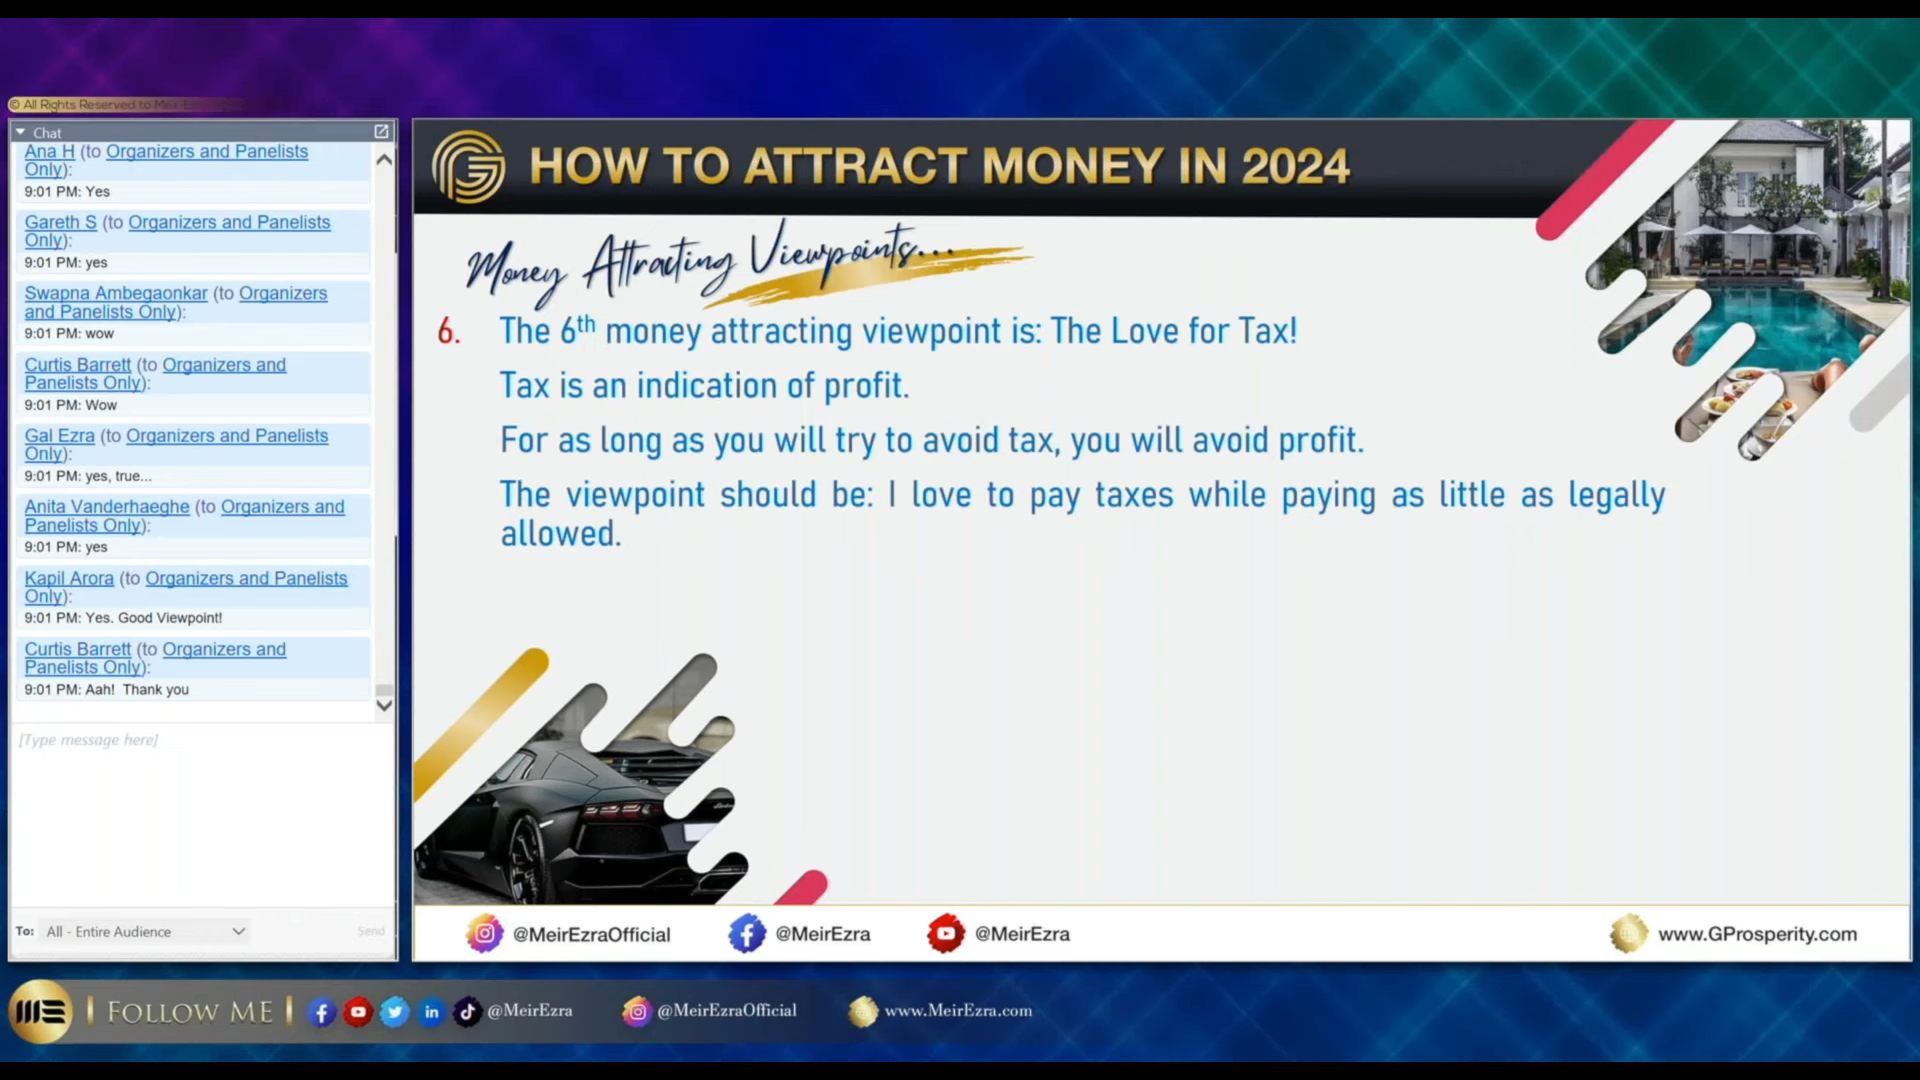 © All Rights Reserved to Meir Ezra
Chat
Ana H (to Organizers and Panelists
Only):
9:01 PM: Yes
Gareth S (to Organizers and Panelists
Only):
9:01 PM: yes
Swapna Ambegaonkar (to Organizers
and Panelists Only):
9:01 PM: wow
Curtis Barrett (to Organizers and
Panelists Only):
9:01 PM: Wow
Gal Ezra (to Organizers and Panelists
Only):
9:01 PM: yes, true...
Anita Vanderhaeghe (to Organizers and
Panelists Only):
9:01 PM: yes
Kapil Arora (to Organizers and Panelists
Only):
9:01 PM: Yes. Good Viewpoint!
Curtis Barrett (to Organizers and
Panelists Only):
9:01 PM: Aah! Thank you
[Type message here]
To: All - Entire Audience
Send
HOW TO ATTRACT MONEY IN 2024
Money Attracting Viewpoints...
6. The 6th money attracting viewpoint is: The Love for Tax!
Tax is an indication of profit.
For as long as you will try to avoid tax, you will avoid profit.
The viewpoint should be: I love to pay taxes while paying as little as legally
allowed.
@MeirEzraOfficial @MeirEzra @MeirEzra www.GProsperity.com
ME | FOLLOW ME | @MeirEzra @MeirEzraOfficial www.MeirEzra.com